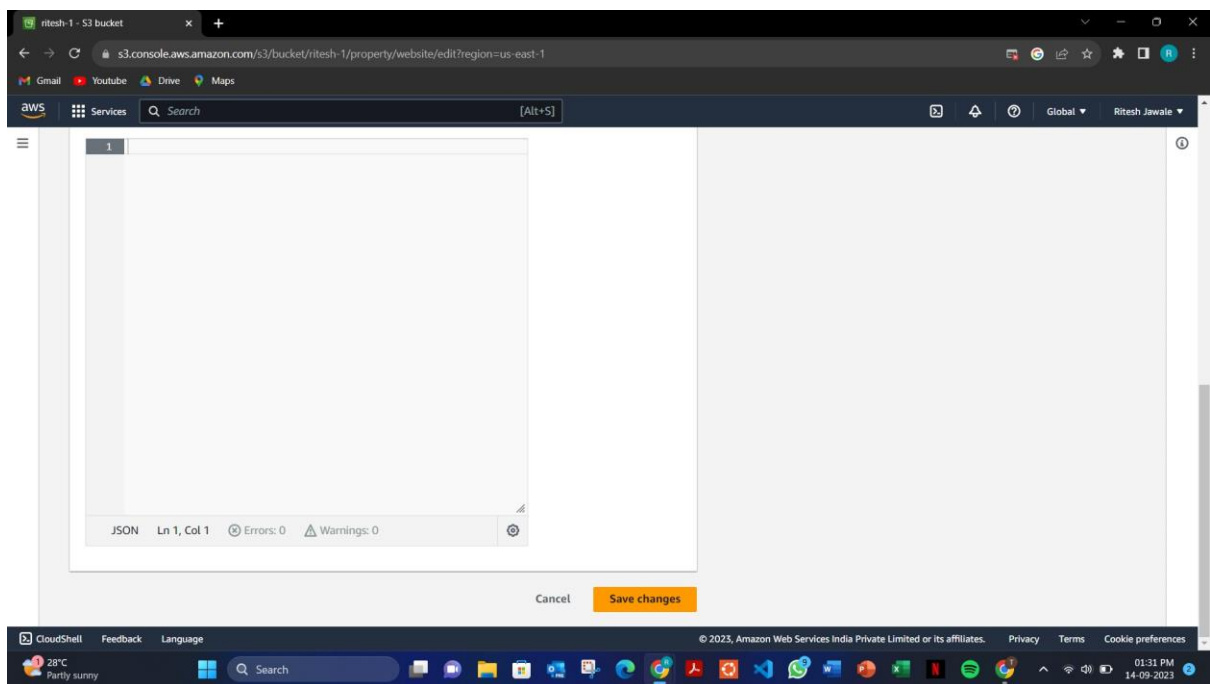 ritesh-1 - S3 bucket
s3.console.aws.amazon.com/s3/bucket/ritesh-1/property/website/edit?region=us-east-1
G
R
Gmail Youtube Drive Maps
aws Services Search [Alt+S] Global Ritesh Jawale
1
JSON Ln 1, Col 1 Errors: 0 Warnings: 0
Cancel Save changes
CloudShell Feedback Language © 2023, Amazon Web Services India Private Limited or its affiliates. Privacy Terms Cookie preferences
1 28°C
Partly sunny
Search
01:31 PM
14-09-2023
2